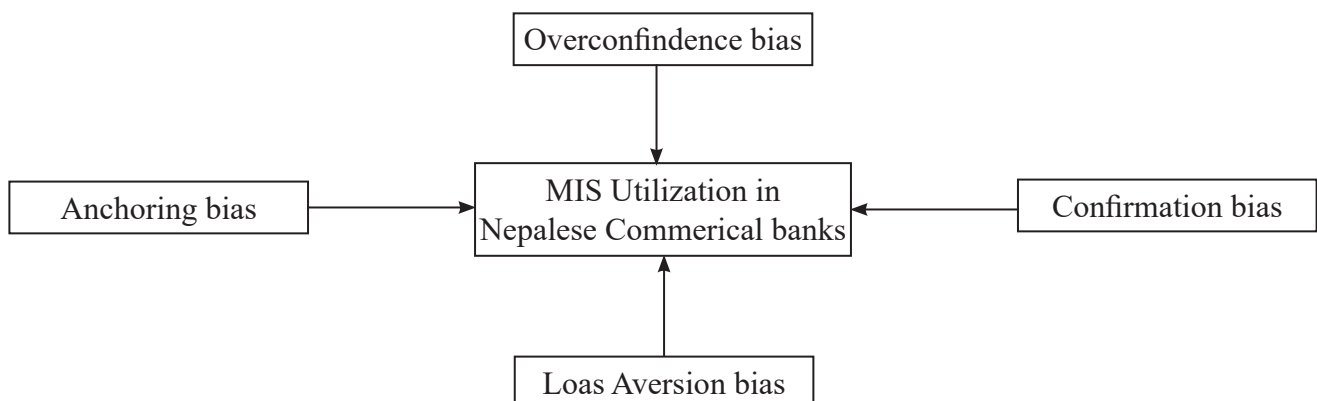 Overconfindence bias
Anchoring bias
MIS Utilization in
Nepalese Commerical banks
Confirmation bias
Loas Aversion bias